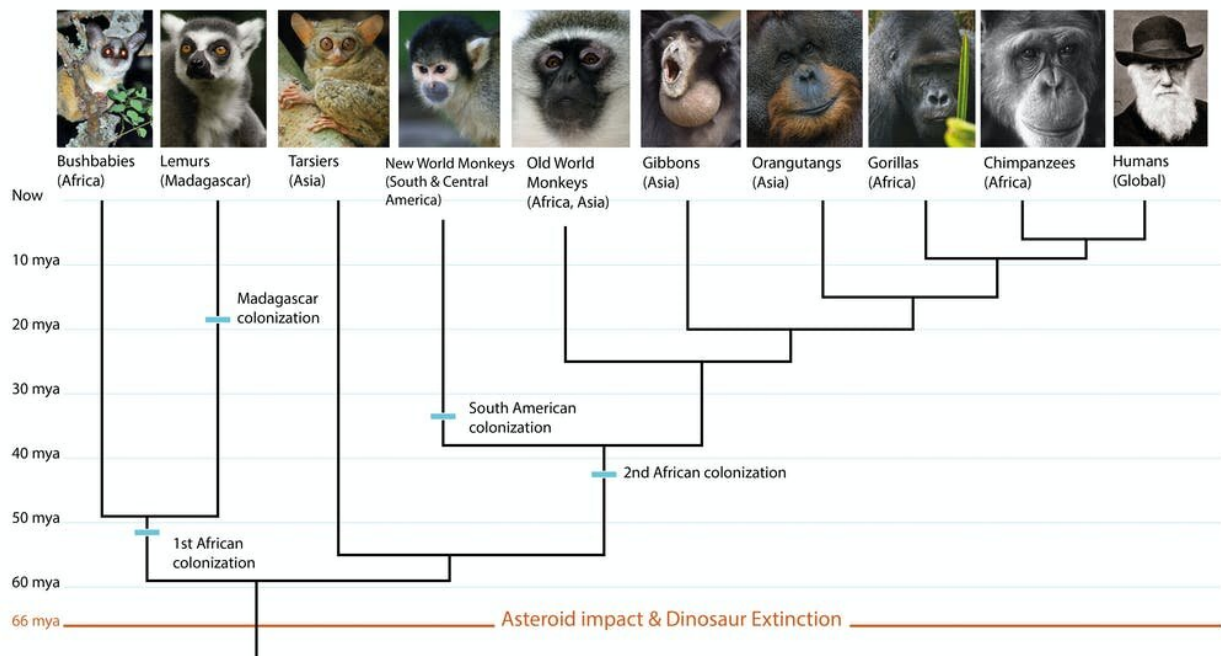 Bushbabies
(Africa)
Lemurs
(Madagascar)
Tarsiers
(Asia)
New World Monkeys
(South & Central
America)
Old World
Monkeys
(Africa, Asia)
Gibbons
(Asia)
Orangutangs
(Asia)
Gorillas
(Africa)
Chimpanzees
(Africa)
Humans
(Global)
Now
10 mya
Madagascar
colonization
20 mya
30 mya
South American
colonization
40 mya
2nd African colonization
50 mya
1st African
colonization
60 mya
66 mya
Asteroid impact & Dinosaur Extinction